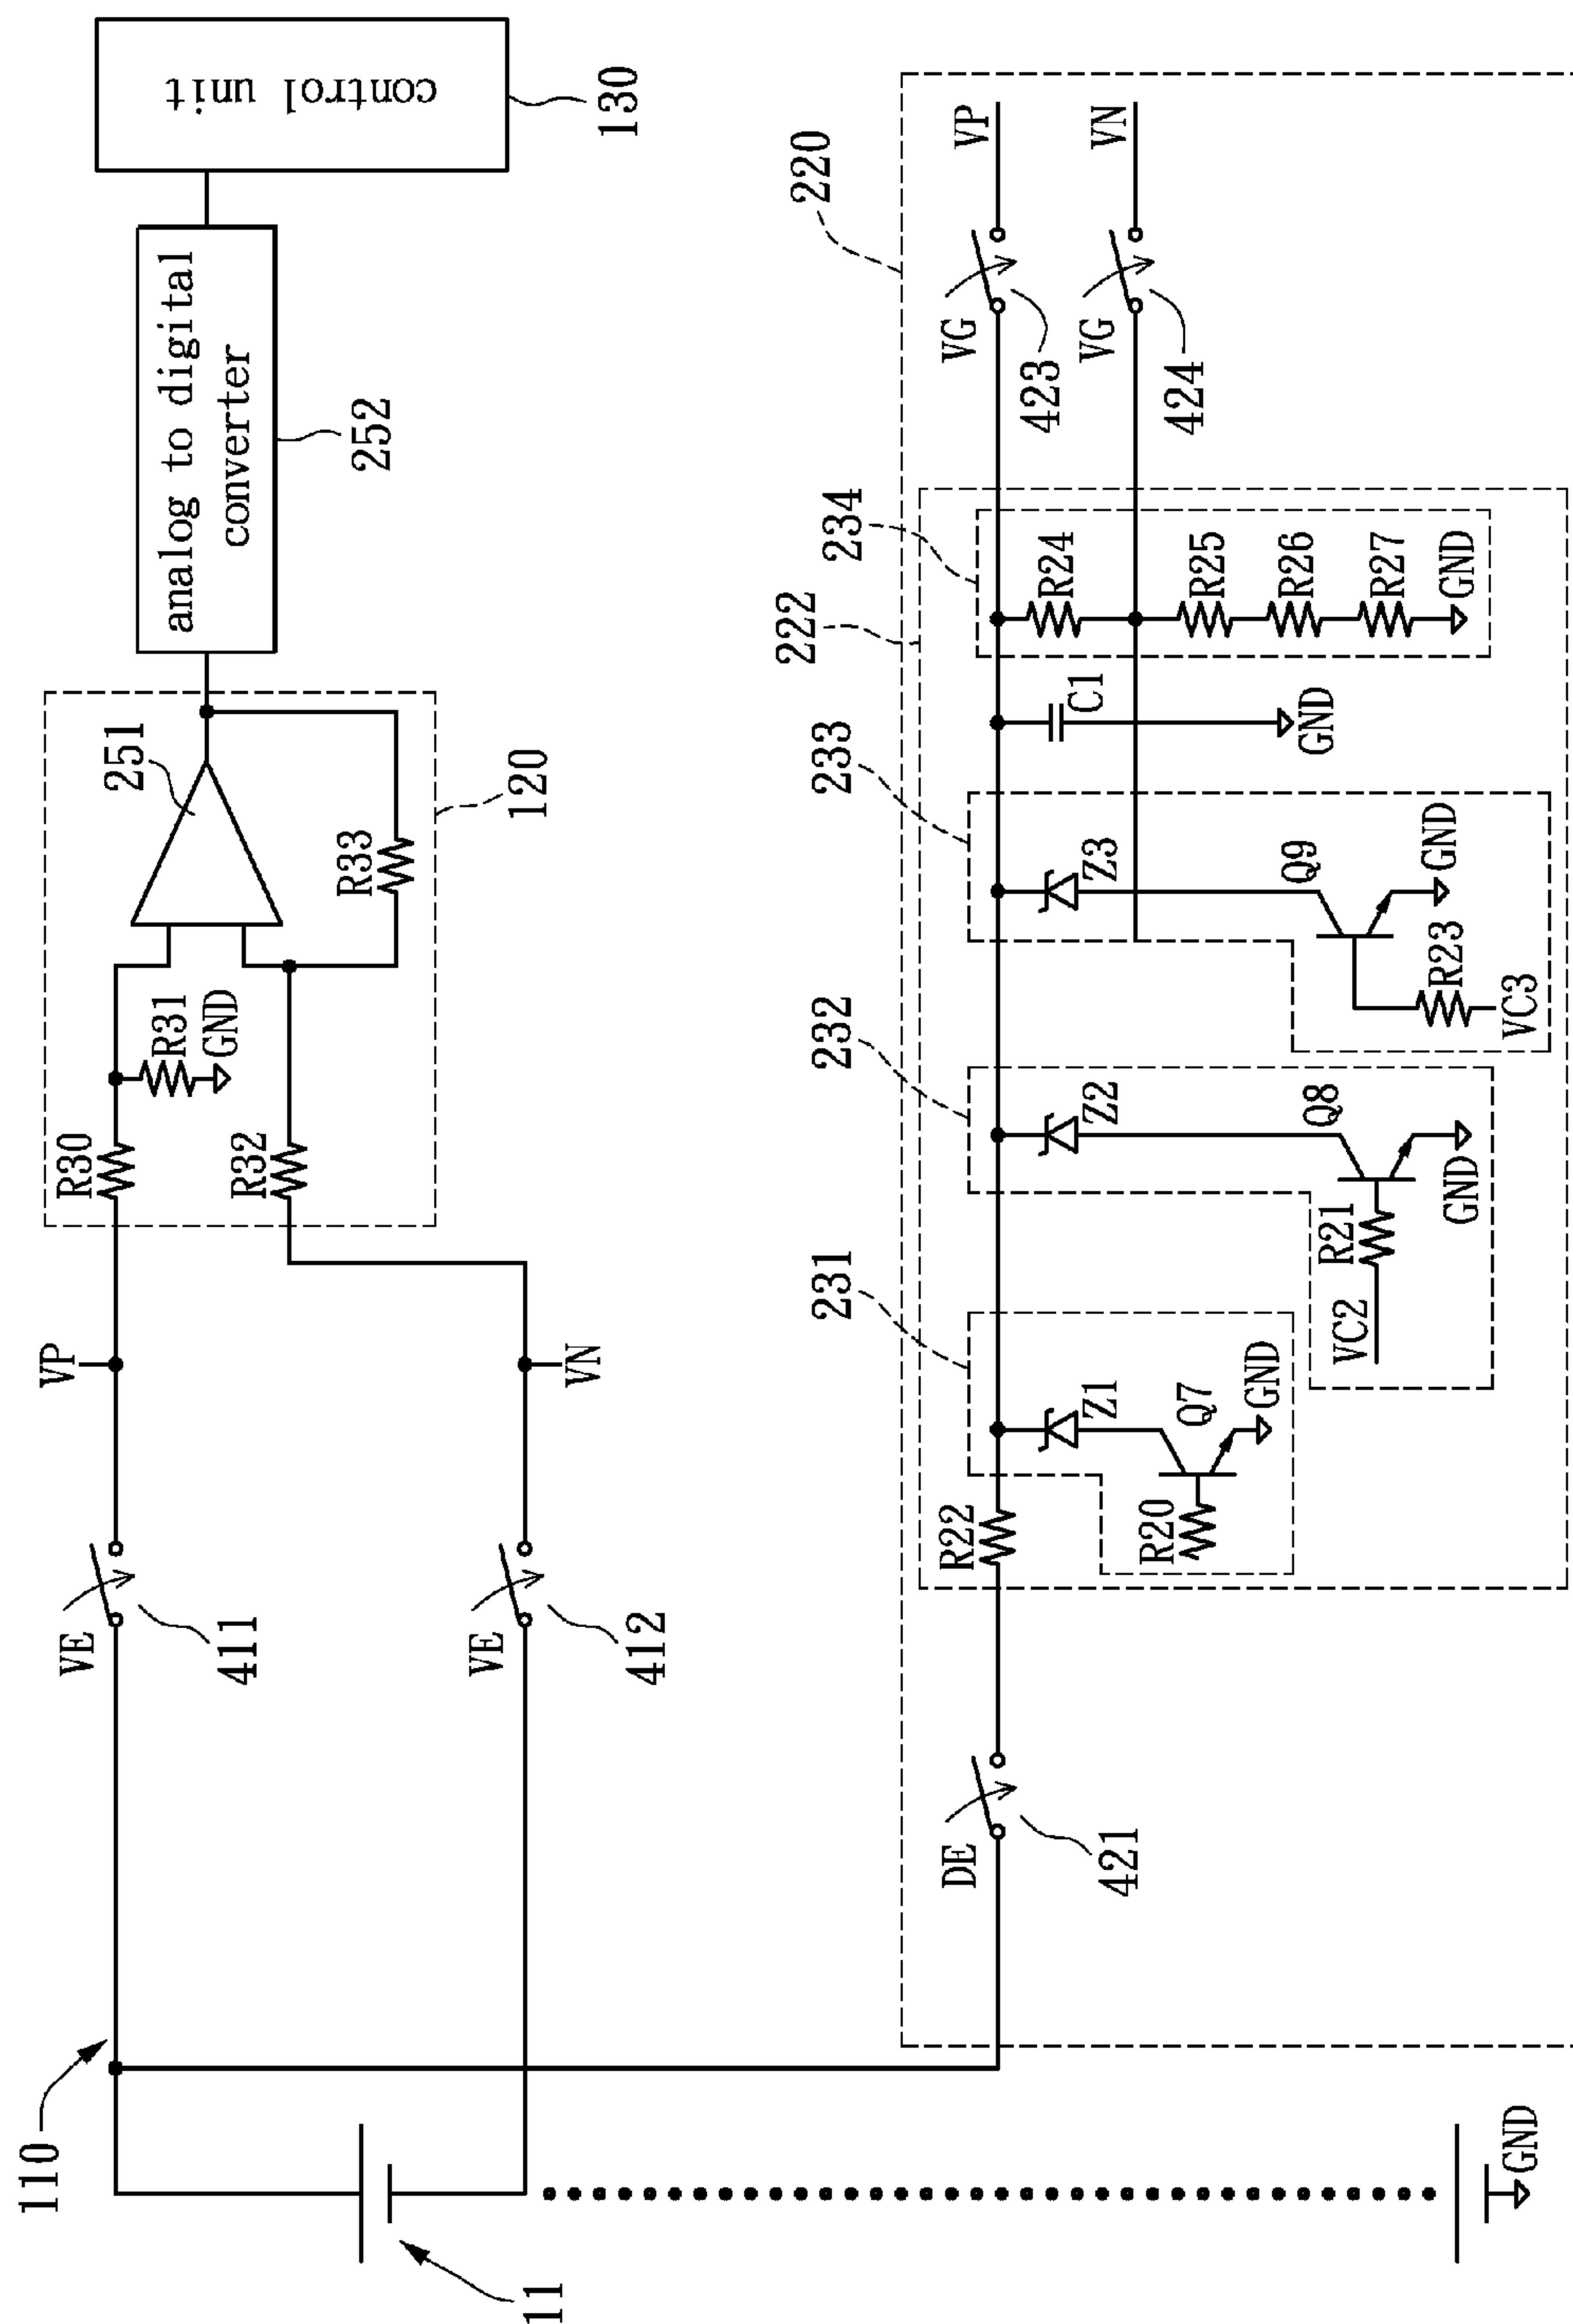 110
11
VE
411
VE
412
VP
VN
R30
R31
GND
R32
251
R33
120
analog to digital
converter
252
control
unit
130
DE
421
R22
231
Z1
R20
Q7
GND
232
Z2
VC2
R21
Q8
GND
233
Z3
VC3
R23
Q9
GND
C1
GND
222
234
R24
R25
R26
R27
GND
220
VG
423
VP
VG
424
VN
GND